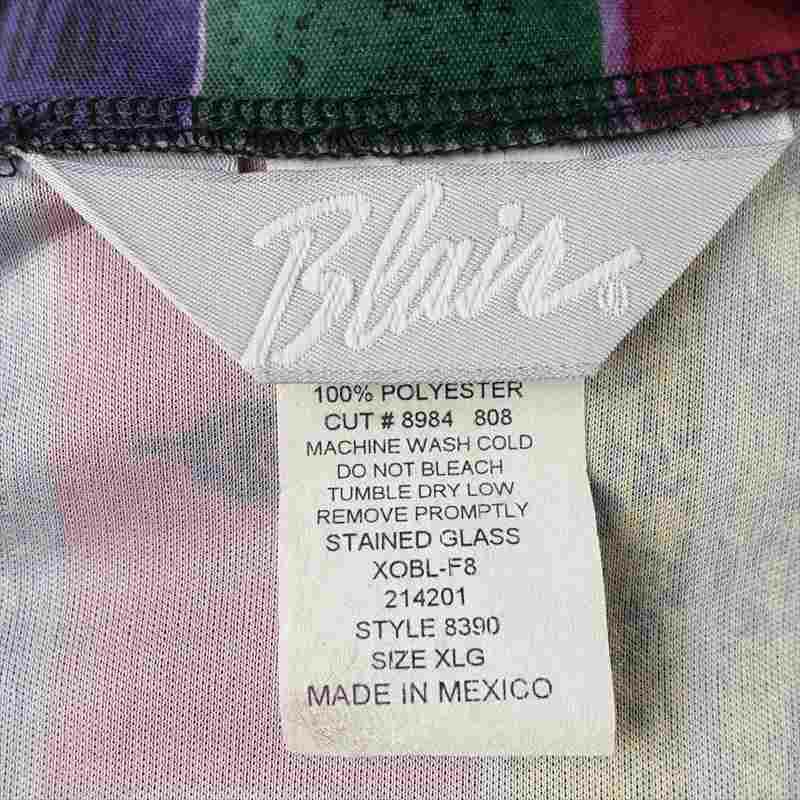 Blair®
100% POLYESTER
CUT # 8984 808
MACHINE WASH COLD
DO NOT BLEACH
TUMBLE DRY LOW
REMOVE PROMPTLY
STAINED GLASS
XOBL-F8
214201
STYLE 8390
SIZE XLG
MADE IN MEXICO